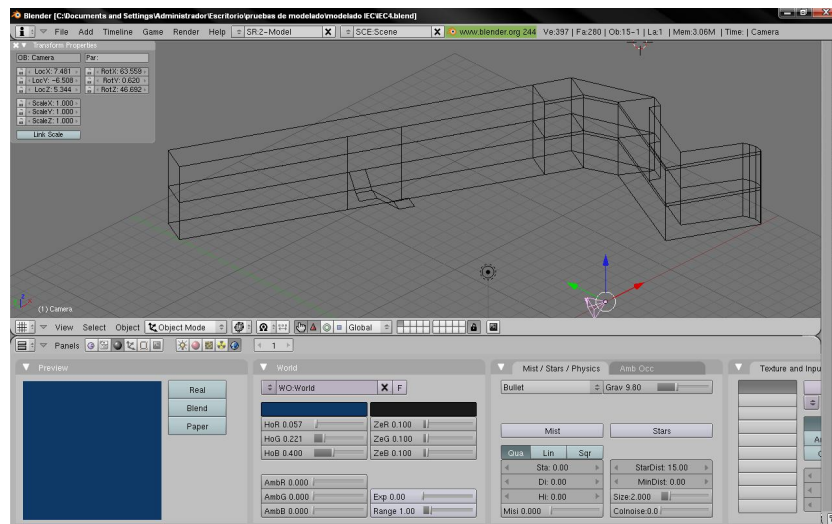 Blender [C:\Documents and Settings\Administrador\Escritorio\pruebas de modelado\modelado IEC\IEC4.blend]
File Add Timeline Game Render Help SR:2-Model X SCE:Scene X www.blender.org 244 Ve:397 | Fa:280 | Ob:15-1 | La:1 | Mem:3.06M | Time: | Camera
Transform Properties
OB: Camera Par:
LocX: 7.481 RotX: 63.559
LocY: -6.508 RotY: 0.620
LocZ: 5.344 RotZ: 46.692
ScaleX: 1.000
ScaleY: 1.000
ScaleZ: 1.000
Link Scale
(1) Camera
View Select Object Object Mode Global
Panels 1
Preview
Real
Blend
Paper
World
WO:World X F
HoR 0.057 ZeR 0.100
HoG 0.221 ZeG 0.100
HoB 0.400 ZeB 0.100
AmbR 0.000
AmbG 0.000 Exp 0.00
AmbB 0.000 Range 1.00
Mist / Stars / Physics Amb Occ
Bullet Grav 9.80
Mist Stars
Qua Lin Sqr
Sta: 0.00 StarDist: 15.00
Di: 0.00 MinDist: 0.00
Hi: 0.00 Size:2.000
Misi 0.000 Colnoise:0.0
Texture and Inpu